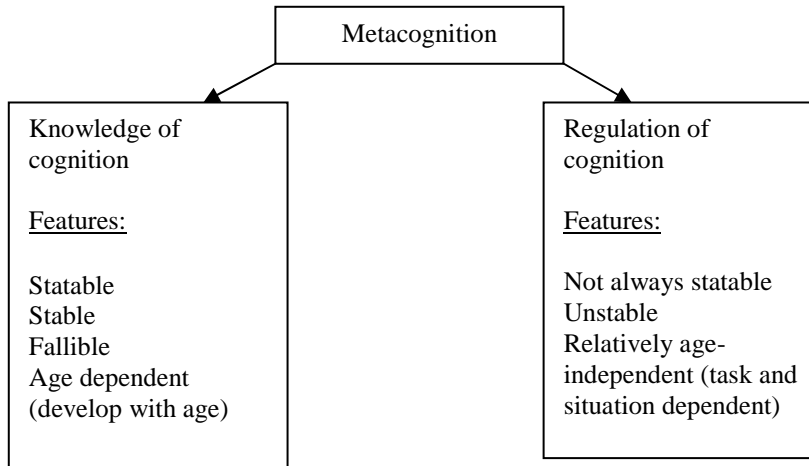 Metacognition
Knowledge of
cognition
Features:
Statable
Stable
Fallible
Age dependent
(develop with age)
Regulation of
cognition
Features:
Not always statable
Unstable
Relatively age-
independent (task and
situation dependent)